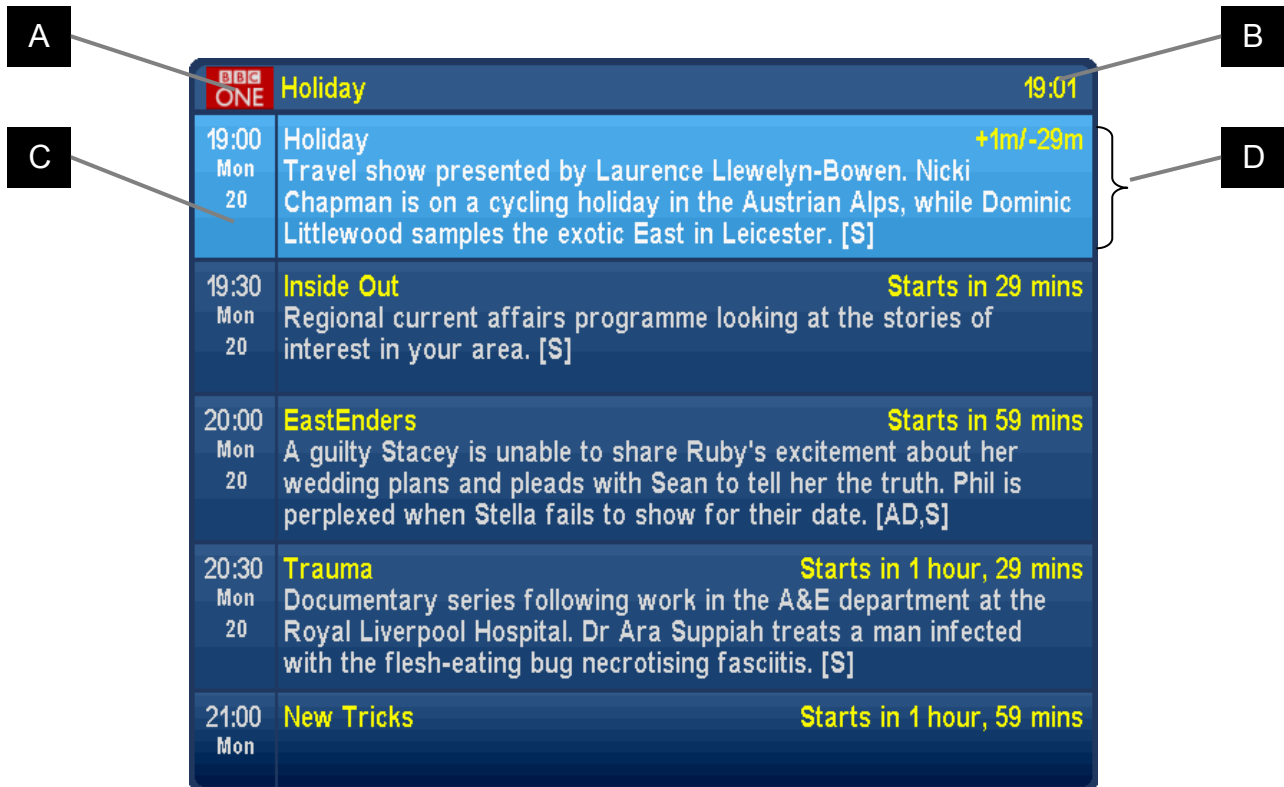 A
B
BBC
ONE
Holiday
19:01
C
D
19:00
Mon
20
Holiday
+1m/-29m
Travel show presented by Laurence Llewelyn-Bowen. Nicki
Chapman is on a cycling holiday in the Austrian Alps, while Dominic
Littlewood samples the exotic East in Leicester. [S]
19:30
Mon
20
Inside Out
Starts in 29 mins
Regional current affairs programme looking at the stories of
interest in your area. [S]
20:00
Mon
20
EastEnders
Starts in 59 mins
A guilty Stacey is unable to share Ruby's excitement about her
wedding plans and pleads with Sean to tell her the truth. Phil is
perplexed when Stella fails to show for their date. [AD,S]
20:30
Mon
20
Trauma
Starts in 1 hour, 29 mins
Documentary series following work in the A&E department at the
Royal Liverpool Hospital. Dr Ara Suppiah treats a man infected
with the flesh-eating bug necrotising fasciitis. [S]
21:00
Mon
New Tricks
Starts in 1 hour, 59 mins